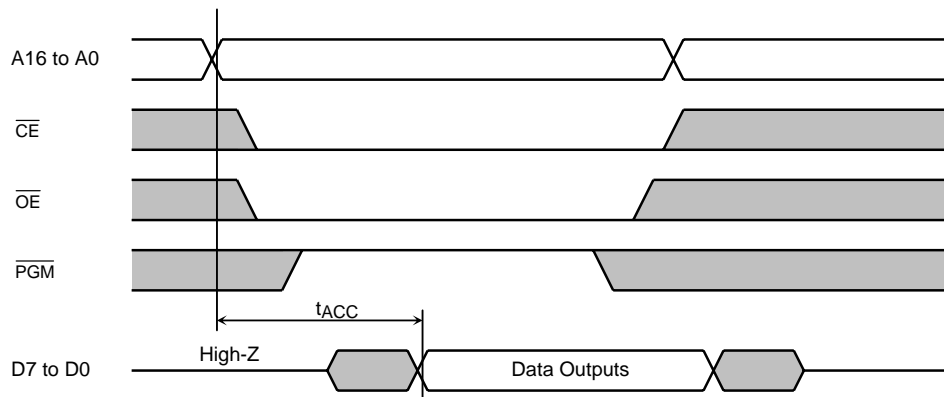 A16 to A0
CE
OE
PGM
tACC
High-Z
D7 to D0
Data Outputs